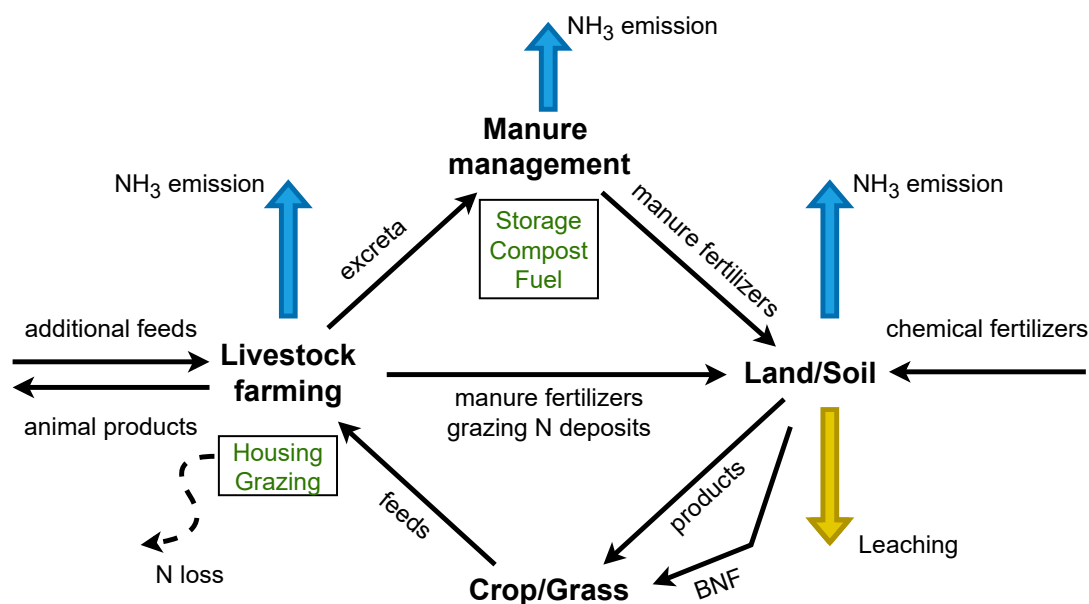 NH₃ emission
Manure
management
NH₃ emission
NH₃ emission
Storage
Compost
Fuel
excreta
manure fertilizers
additional feeds
chemical fertilizers
Livestock
farming
Land/Soil
manure fertilizers
grazing N deposits
animal products
Housing
Grazing
feeds
products
Leaching
N loss
BNF
Crop/Grass